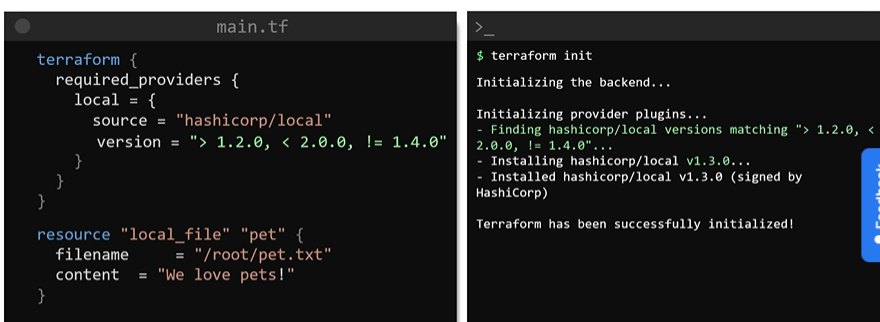 main.tf
terraform {
required_providers {
local = {
source = "hashicorp/local"
version = "> 1.2.0, < 2.0.0, != 1.4.0"
}
}
}
resource "local_file" "pet" {
filename = "/root/pet.txt"
content = "We love pets!"
}
>_
$ terraform init
Initializing the backend...
Initializing provider plugins...
- Finding hashicorp/local versions matching "> 1.2.0, <
2.0.0, != 1.4.0"...
- Installing hashicorp/local v1.3.0...
- Installed hashicorp/local v1.3.0 (signed by
HashiCorp)
Terraform has been successfully initialized!